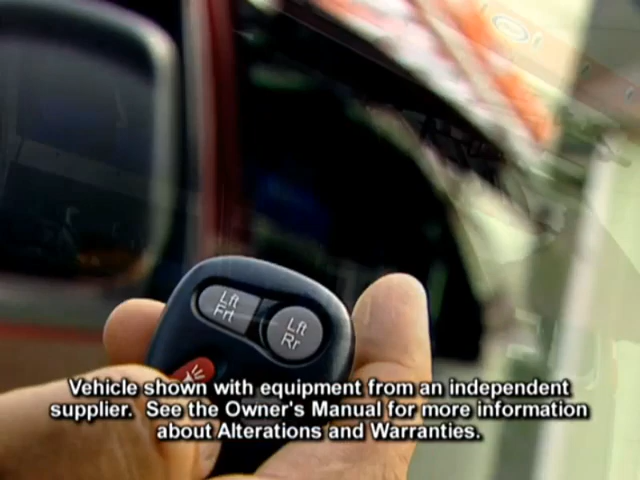 Lft
Frt
Lft
Rr
Vehicle shown with equipment from an independent
supplier.  See the Owner's Manual for more information
about Alterations and Warranties.